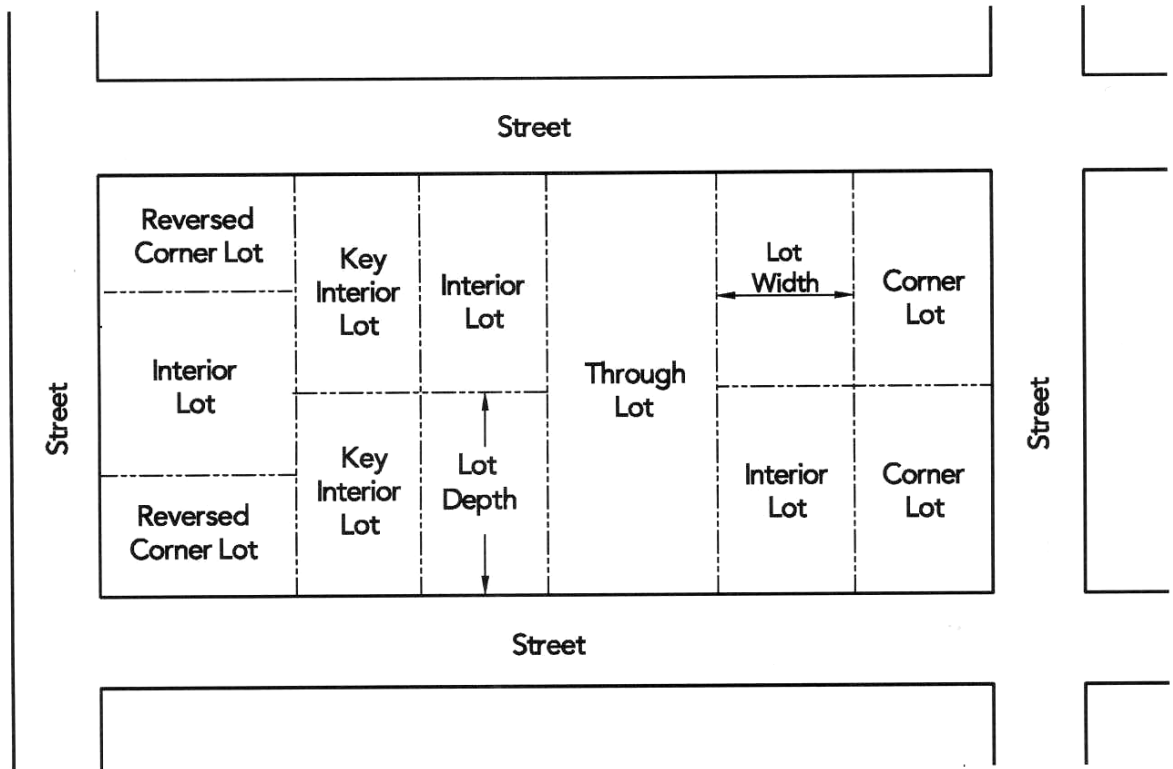 Street
Reversed
Corner Lot
Key
Interior
Lot
Interior
Lot
Lot
Width
Corner
Lot
Interior
Lot
Through
Lot
Street
Street
Key
Interior
Lot
Lot
Depth
Interior
Lot
Corner
Lot
Reversed
Corner Lot
Street